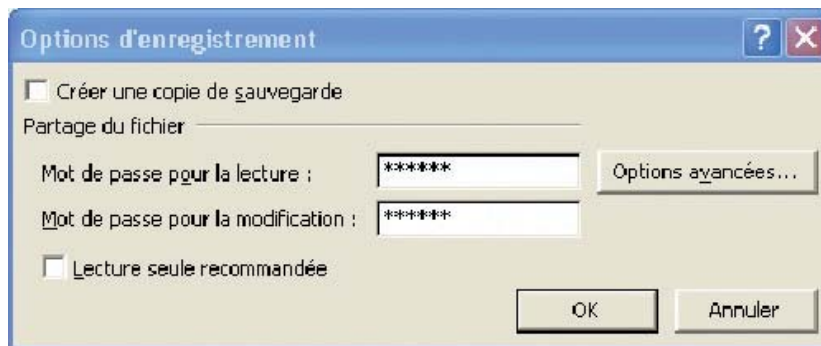 Options d'enregistrement
Créer une copie de sauvegarde
Partage du fichier
Mot de passe pour la lecture : ****** Options avancées...
Mot de passe pour la modification : ******
Lecture seule recommandée
OK Annuler